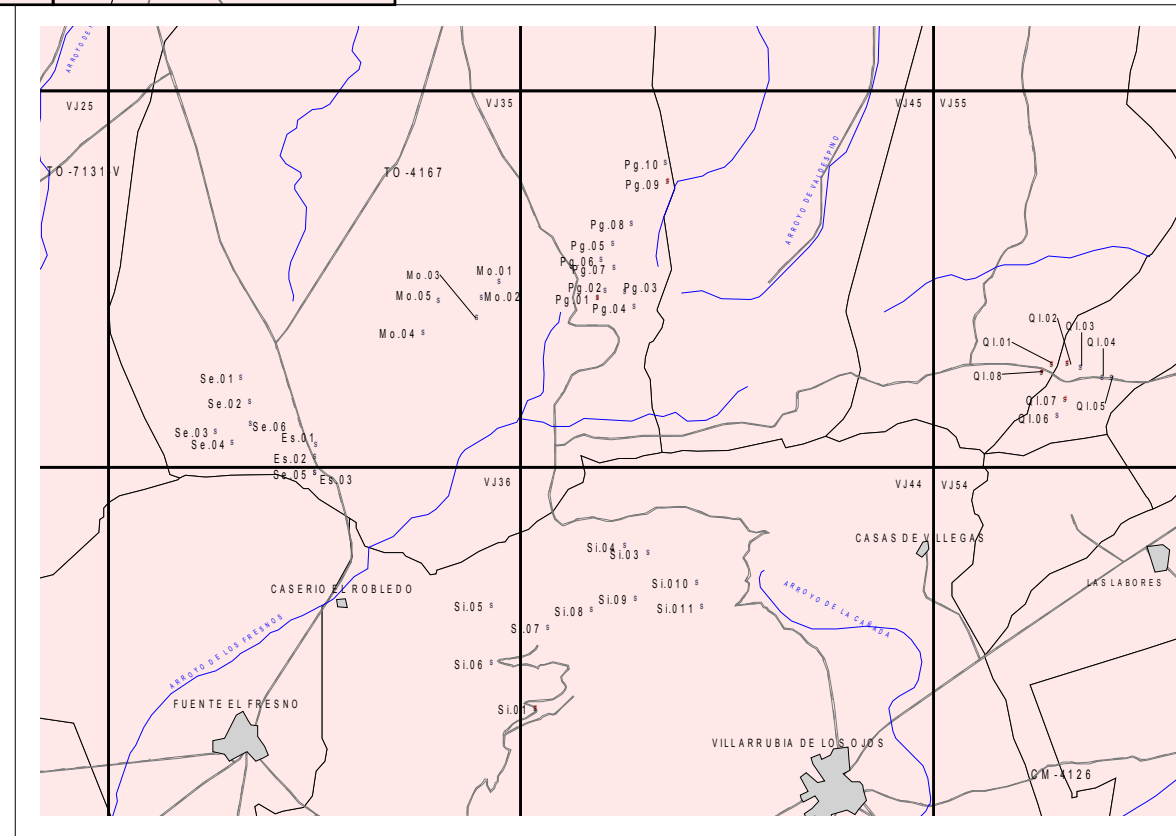 ARROYO DE
VJ25
VJ35
VJ45
VJ55
TO-7131-V
TO-4167
ARROYO DE VALDESPINO
Pg.10
Pg.09
Pg.08
Pg.05
Pg.06
Pg.07
Pg.02
Pg.03
Pg.01
Pg.04
Mo.03
Mo.01
Mo.05
Mo.02
Mo.04
Ql.02
Ql.03
Ql.01
Ql.04
Ql.08
Ql.07
Ql.05
Ql.06
Se.01
Se.02
Se.06
Se.03
Se.04
Es.01
Es.02
Se.05
Es.03
VJ36
VJ44
VJ54
Si.04
Si.03
CASAS DE VILLEGAS
LAS LABORES
CASERIO EL ROBLEDO
Si.010
Si.05
Si.08
Si.09
Si.011
ARROYO DE LA CAÑADA
Si.07
ARROYO DE LOS FRESNOS
Si.06
FUENTE EL FRESNO
Si.01
VILLARRUBIA DE LOS OJOS
CM-4126